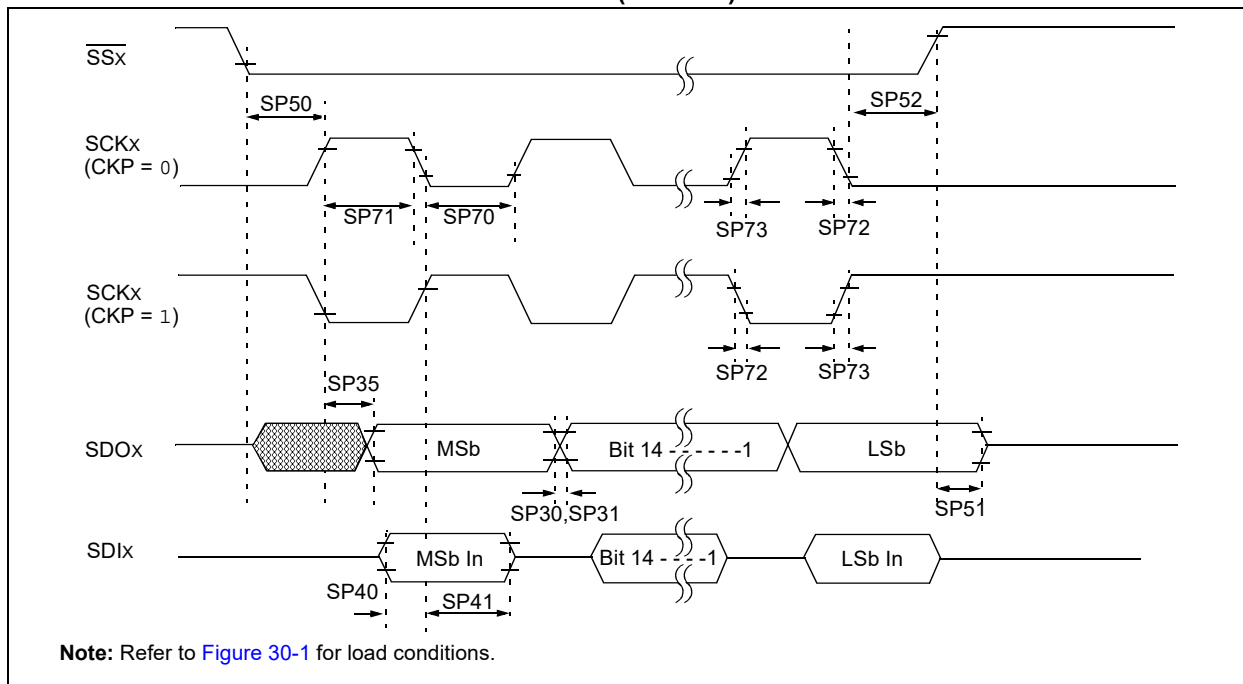 SSx
SP50
SP52
SCKx
(CKP = 0)
SP71
SP70
SP73
SP72
SCKx
(CKP = 1)
SP72
SP73
SP35
SDOx
MSb
Bit 14 - - - - - -1
LSb
SP30,SP31
SP51
SDIx
MSb In
Bit 14 - - - -1
LSb In
SP40
SP41
Note: Refer to Figure 30-1 for load conditions.